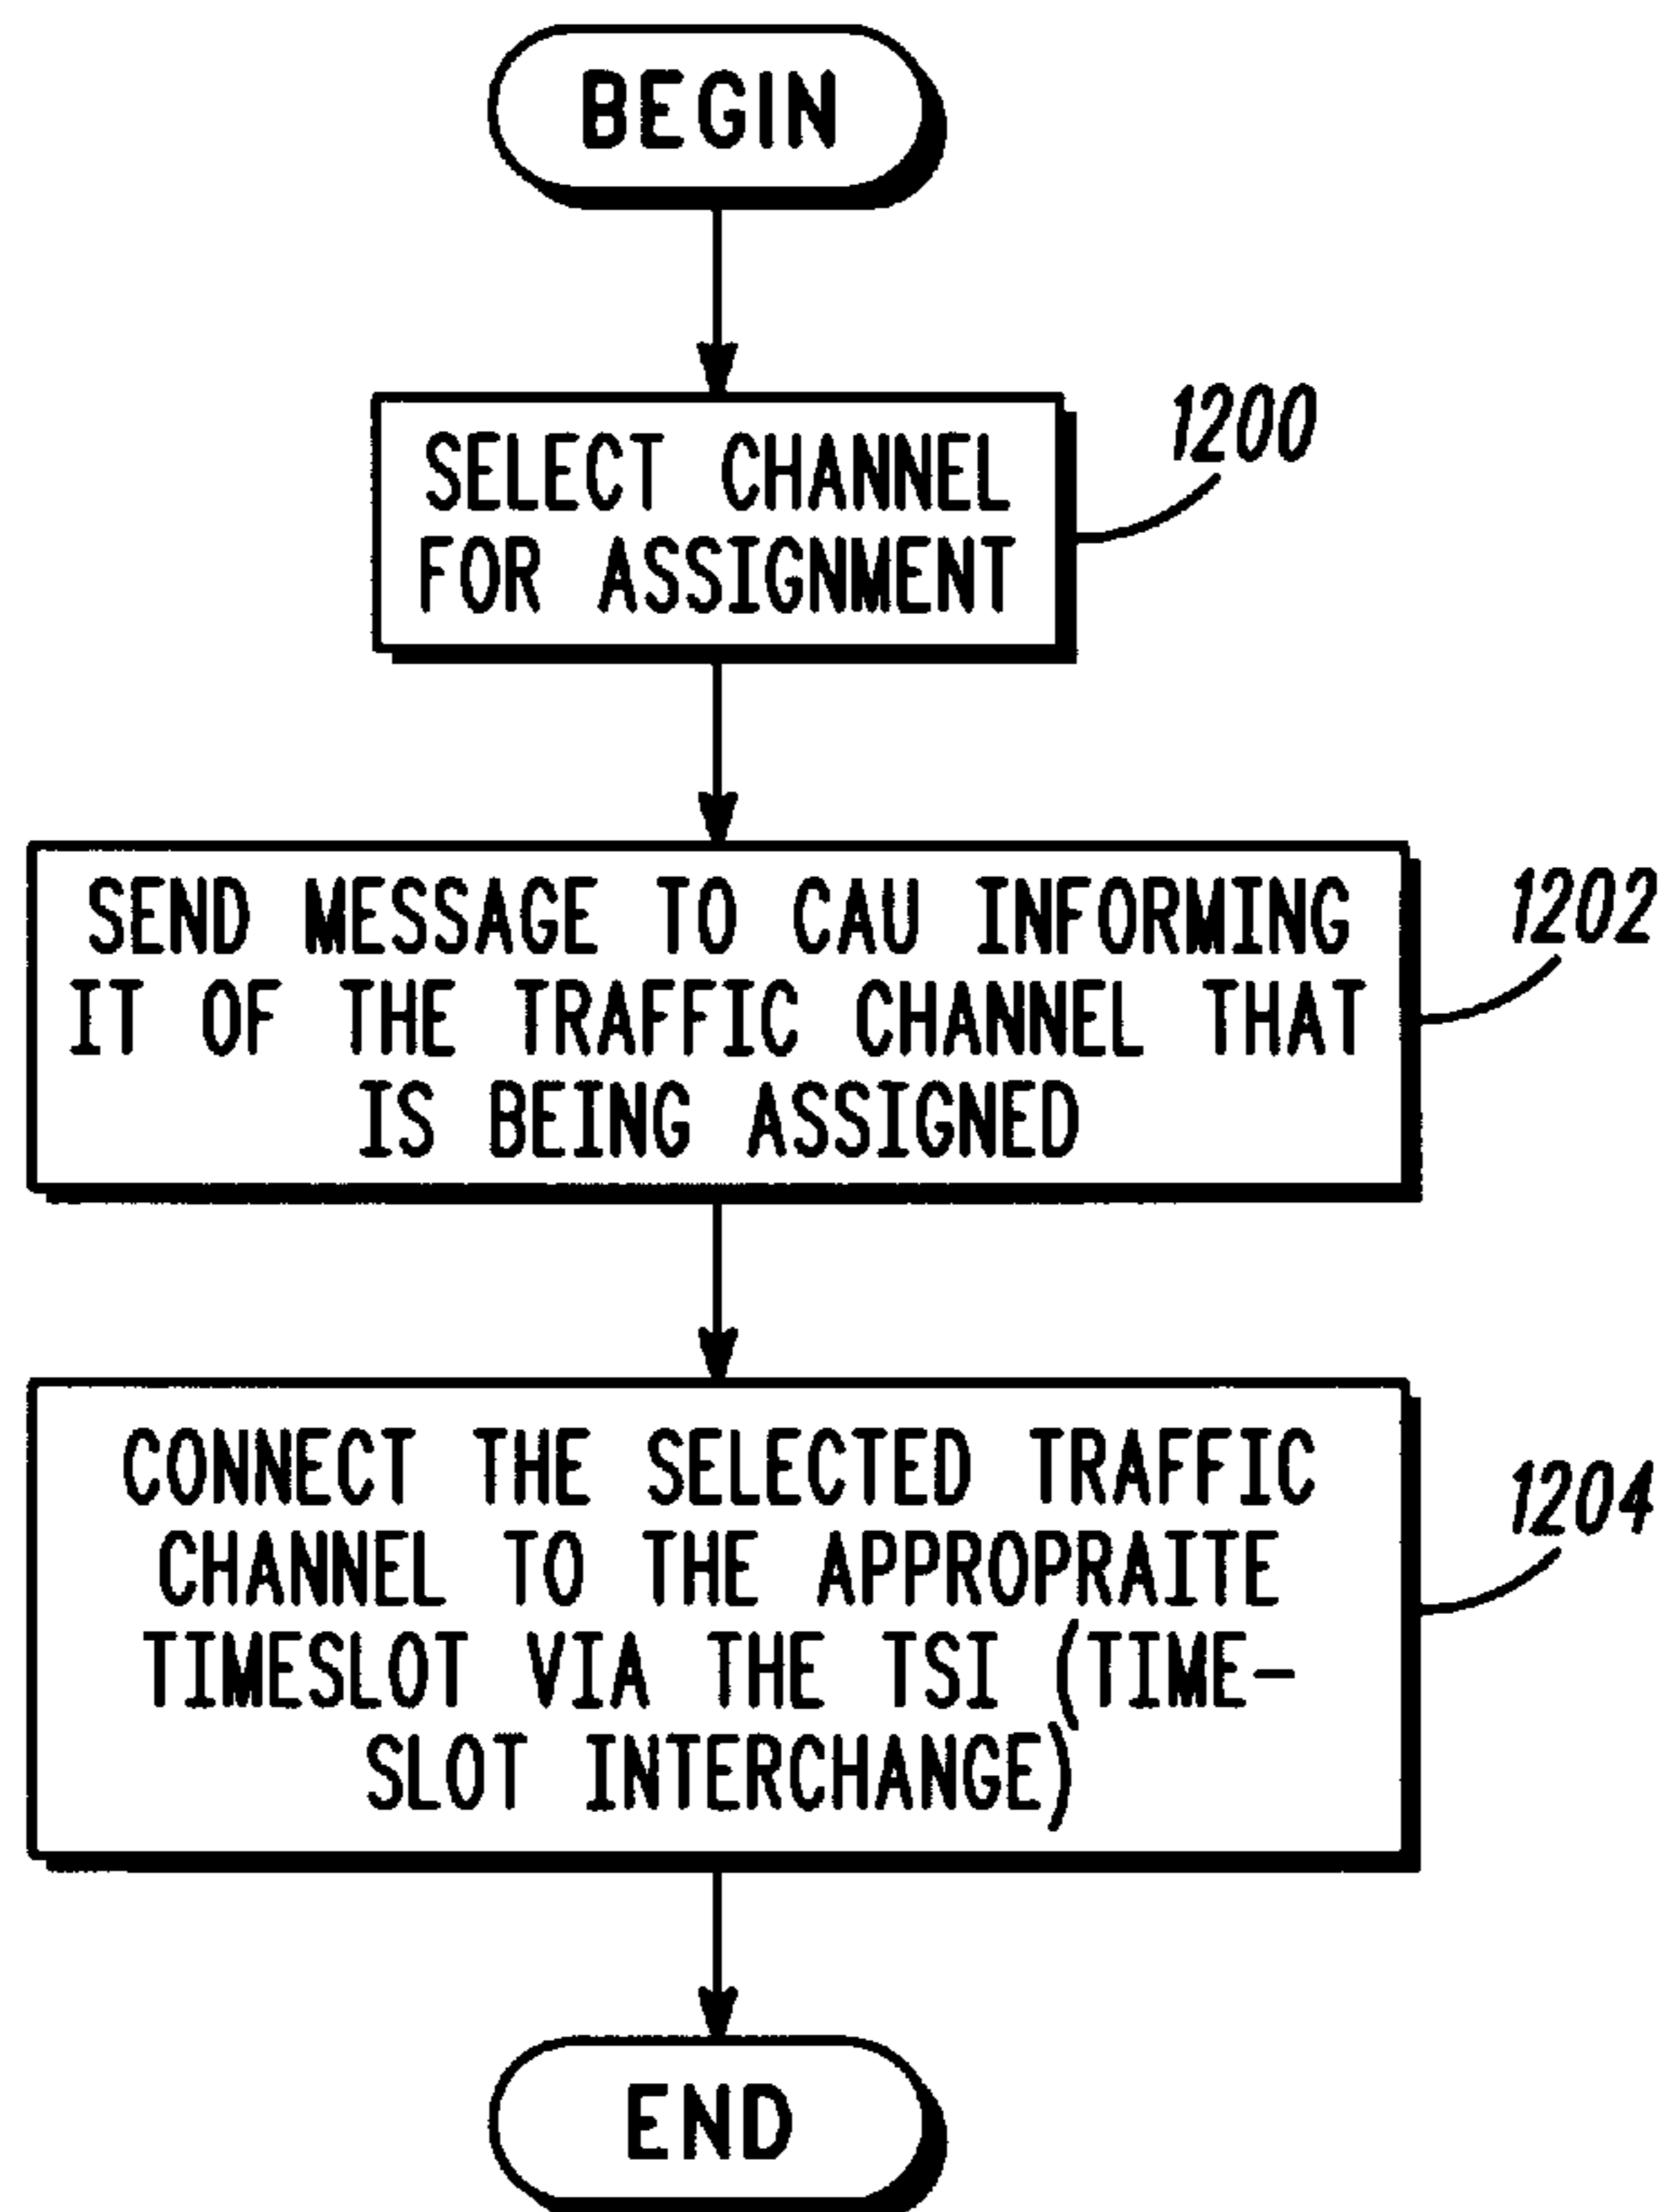 BEGIN
SELECT CHANNEL
FOR ASSIGNMENT
1200
SEND MESSAGE TO CAU INFORMING
IT OF THE TRAFFIC CHANNEL THAT
IS BEING ASSIGNED
1202
CONNECT THE SELECTED TRAFFIC
CHANNEL TO THE APPROPRAITE
TIMESLOT VIA THE TSI (TIME-
SLOT INTERCHANGE)
1204
END